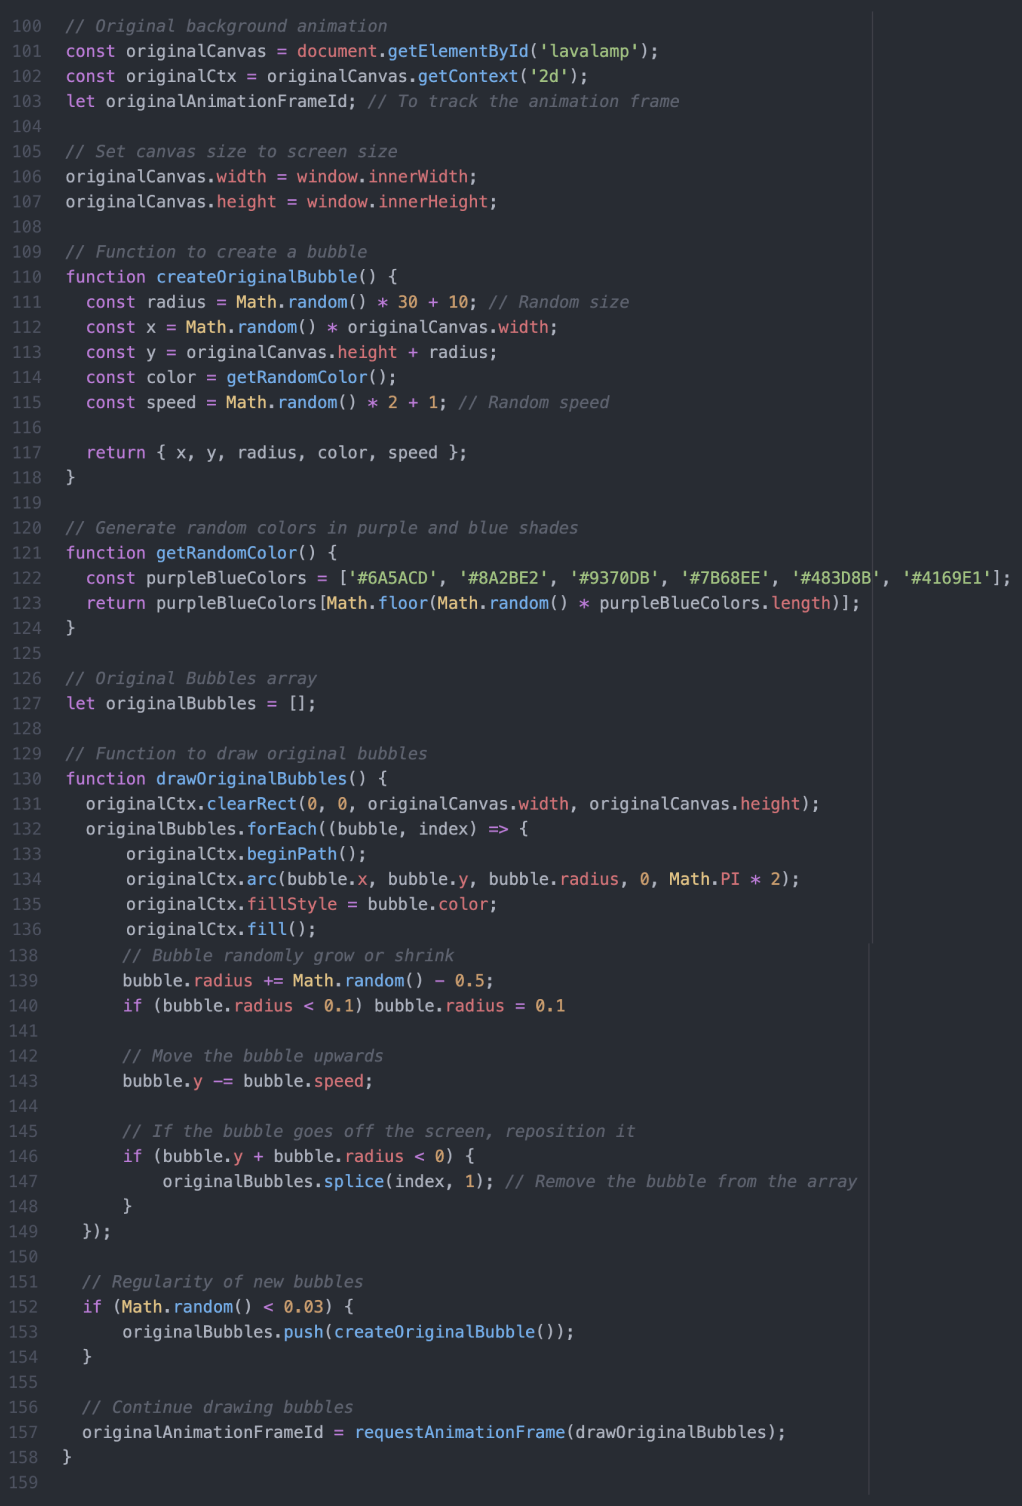 100 // Original background animation
101 const originalCanvas = document.getElementById('lavalamp');
102 const originalCtx = originalCanvas.getContext('2d');
103 let originalAnimationFrameId; // To track the animation frame
104
105 // Set canvas size to screen size
106 originalCanvas.width = window.innerWidth;
107 originalCanvas.height = window.innerHeight;
108
109 // Function to create a bubble
110 function createOriginalBubble() {
111   const radius = Math.random() * 30 + 10; // Random size
112   const x = Math.random() * originalCanvas.width;
113   const y = originalCanvas.height + radius;
114   const color = getRandomColor();
115   const speed = Math.random() * 2 + 1; // Random speed
116
117   return { x, y, radius, color, speed };
118 }
119
120 // Generate random colors in purple and blue shades
121 function getRandomColor() {
122   const purpleBlueColors = ['#6A5ACD', '#8A2BE2', '#9370DB', '#7B68EE', '#483D8B', '#4169E1'];
123   return purpleBlueColors[Math.floor(Math.random() * purpleBlueColors.length)];
124 }
125
126 // Original Bubbles array
127 let originalBubbles = [];
128
129 // Function to draw original bubbles
130 function drawOriginalBubbles() {
131   originalCtx.clearRect(0, 0, originalCanvas.width, originalCanvas.height);
132   originalBubbles.forEach((bubble, index) => {
133       originalCtx.beginPath();
134       originalCtx.arc(bubble.x, bubble.y, bubble.radius, 0, Math.PI * 2);
135       originalCtx.fillStyle = bubble.color;
136       originalCtx.fill();
138       // Bubble randomly grow or shrink
139       bubble.radius += Math.random() - 0.5;
140       if (bubble.radius < 0.1) bubble.radius = 0.1
141
142       // Move the bubble upwards
143       bubble.y -= bubble.speed;
144
145       // If the bubble goes off the screen, reposition it
146       if (bubble.y + bubble.radius < 0) {
147           originalBubbles.splice(index, 1); // Remove the bubble from the array
148       }
149   });
150
151   // Regularity of new bubbles
152   if (Math.random() < 0.03) {
153       originalBubbles.push(createOriginalBubble());
154   }
155
156   // Continue drawing bubbles
157   originalAnimationFrameId = requestAnimationFrame(drawOriginalBubbles);
158 }
159